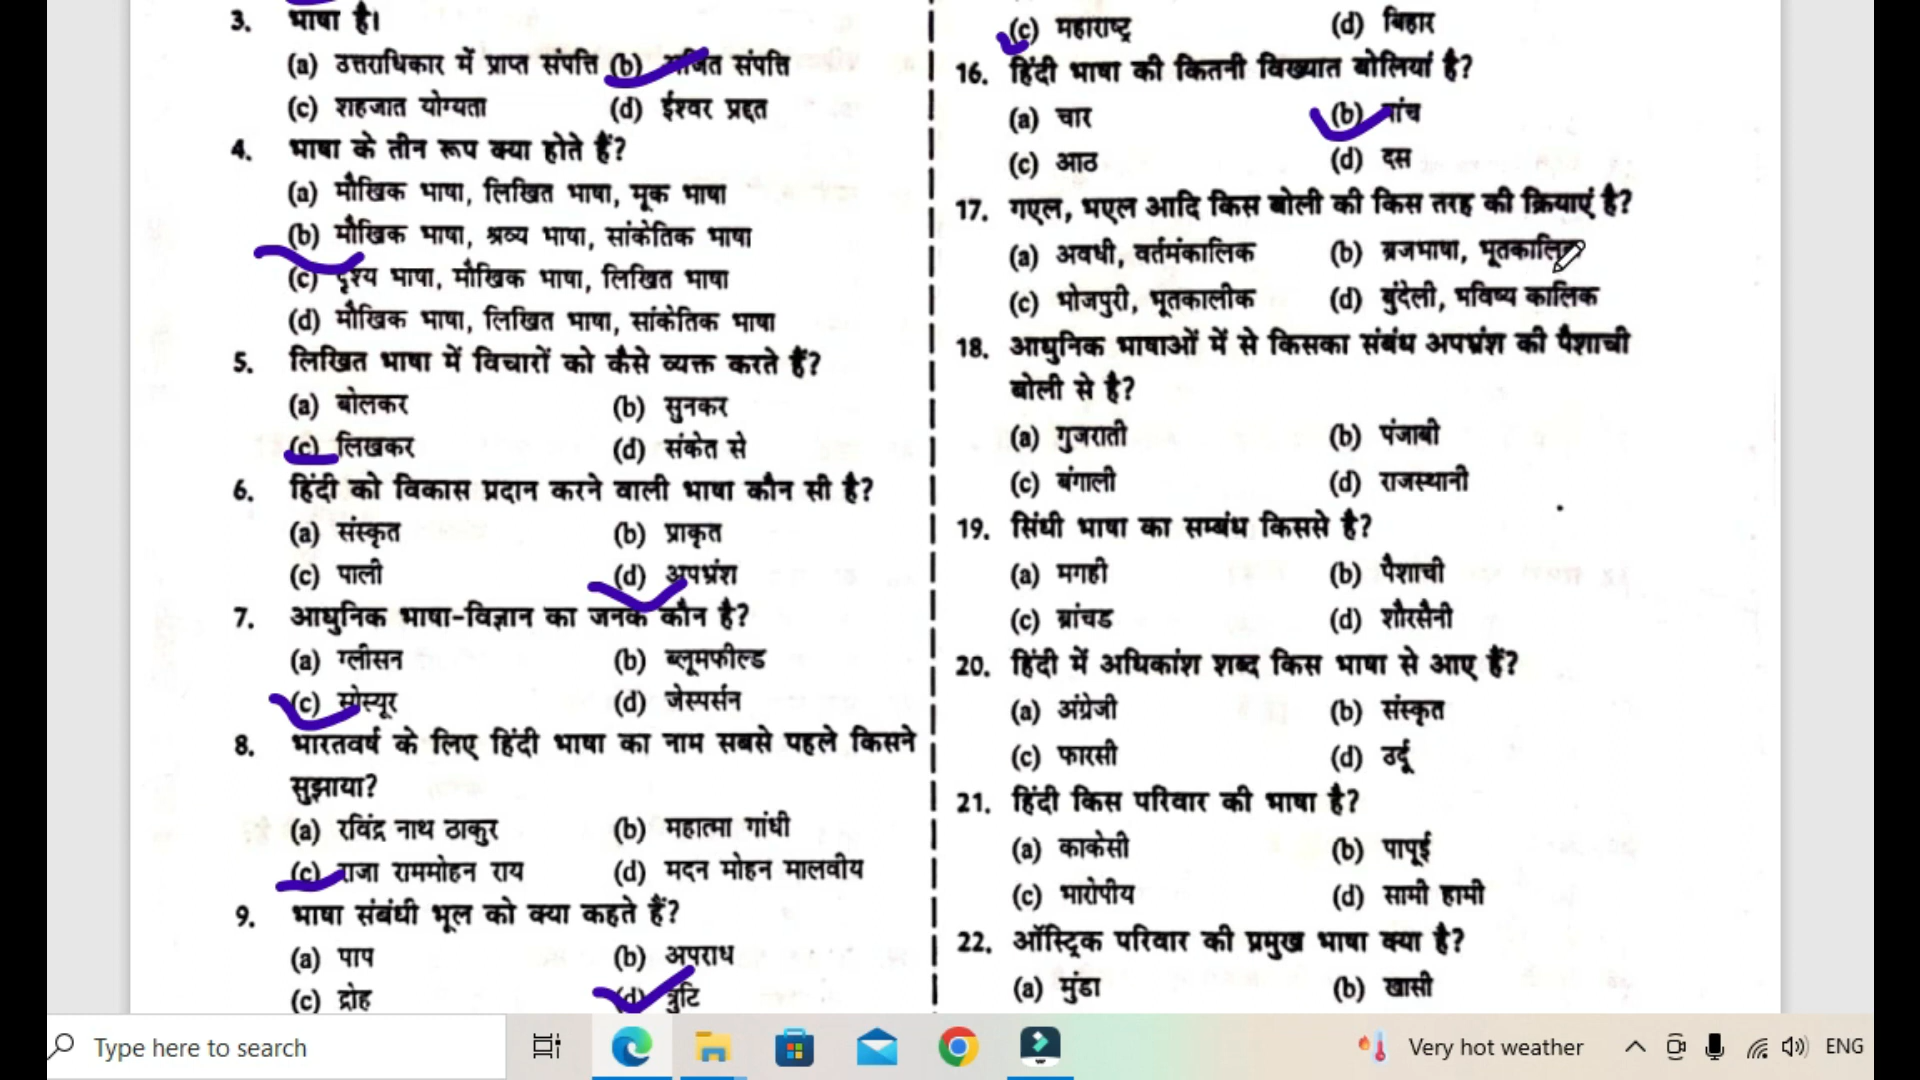 3. भाषा है।
(a) उत्तराधिकार में प्राप्त संपत्ति (b) अर्जित संपत्ति
(c) शहजात योग्यता (d) ईश्वर प्रद्दत
4. भाषा के तीन रूप क्या होते हैं?
(a) मौखिक भाषा, लिखित भाषा, मूक भाषा
(b) मौखिक भाषा, श्रव्य भाषा, सांकेतिक भाषा
(c) दृश्य भाषा, मौखिक भाषा, लिखित भाषा
(d) मौखिक भाषा, लिखित भाषा, सांकेतिक भाषा
5. लिखित भाषा में विचारों को कैसे व्यक्त करते हैं?
(a) बोलकर (b) सुनकर
(c) लिखकर (d) संकेत से
6. हिंदी को विकास प्रदान करने वाली भाषा कौन सी है?
(a) संस्कृत (b) प्राकृत
(c) पाली (d) अपभ्रंश
7. आधुनिक भाषा-विज्ञान का जनक कौन है?
(a) ग्लीसन (b) ब्लूमफील्ड
(c) सोस्यूर (d) जेस्पर्सन
8. भारतवर्ष के लिए हिंदी भाषा का नाम सबसे पहले किसने
सुझाया?
(a) रविंद्र नाथ ठाकुर (b) महात्मा गांधी
(c) राजा राममोहन राय (d) मदन मोहन मालवीय
9. भाषा संबंधी भूल को क्या कहते हैं?
(a) पाप (b) अपराध
(c) द्रोह (d) त्रुटि
(c) महाराष्ट्र (d) बिहार
16. हिंदी भाषा की कितनी विख्यात बोलियां है?
(a) चार (b) पांच
(c) आठ (d) दस
17. गएल, भएल आदि किस बोली की किस तरह की क्रियाएं है?
(a) अवधी, वर्तमंकालिक (b) ब्रजभाषा, भूतकालिक
(c) भोजपुरी, भूतकालीक (d) बुंदेली, भविष्य कालिक
18. आधुनिक भाषाओं में से किसका संबंध अपभ्रंश की पैशाची
बोली से है?
(a) गुजराती (b) पंजाबी
(c) बंगाली (d) राजस्थानी
19. सिंधी भाषा का सम्बंध किससे है?
(a) मगही (b) पैशाची
(c) ब्रांचड (d) शौरसैनी
20. हिंदी में अधिकांश शब्द किस भाषा से आए हैं?
(a) अंग्रेजी (b) संस्कृत
(c) फारसी (d) उर्दू
21. हिंदी किस परिवार की भाषा है?
(a) काकेसी (b) पापूई
(c) भारोपीय (d) सामी हामी
22. ऑस्ट्रिक परिवार की प्रमुख भाषा क्या है?
(a) मुंडा (b) खासी
Type here to search
Very hot weather
ENG